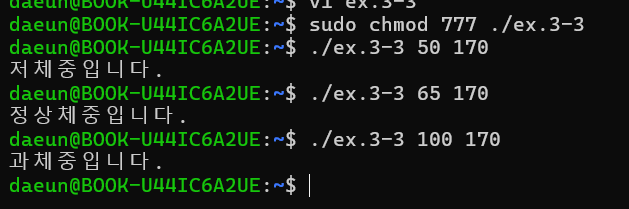 daeun@BOOK-U44IC6A2UE:~$ vi ex.3-3
daeun@BOOK-U44IC6A2UE:~$ sudo chmod 777 ./ex.3-3
daeun@BOOK-U44IC6A2UE:~$ ./ex.3-3 50 170
저체중입니다.
daeun@BOOK-U44IC6A2UE:~$ ./ex.3-3 65 170
정상체중입니다.
daeun@BOOK-U44IC6A2UE:~$ ./ex.3-3 100 170
과체중입니다.
daeun@BOOK-U44IC6A2UE:~$